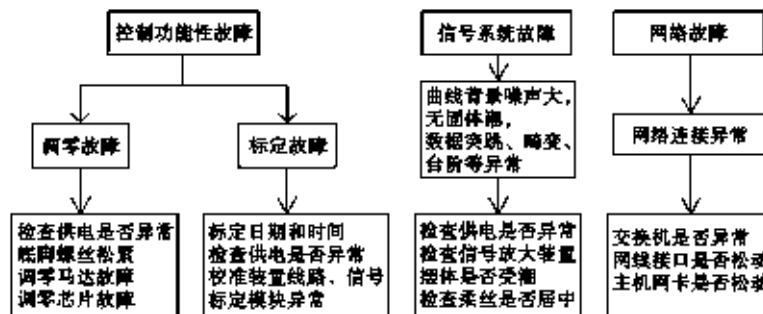 控制功能性故障
信号系统故障
网络故障
曲线背景噪声大,
无固体潮,
数据突跳、畸变、
台阶等异常
调零故障
标定故障
网络连接异常
检查供电是否异常
底脚螺丝松紧
调零马达故障
调零芯片故障
标定日期和时间
检查供电是否异常
校准装置线路、信号
标定模块异常
检查供电是否异常
检查信号放大装置
摆体是否受潮
检查柔丝是否居中
交换机是否异常
网线接口是否松动
主机网卡是否松动